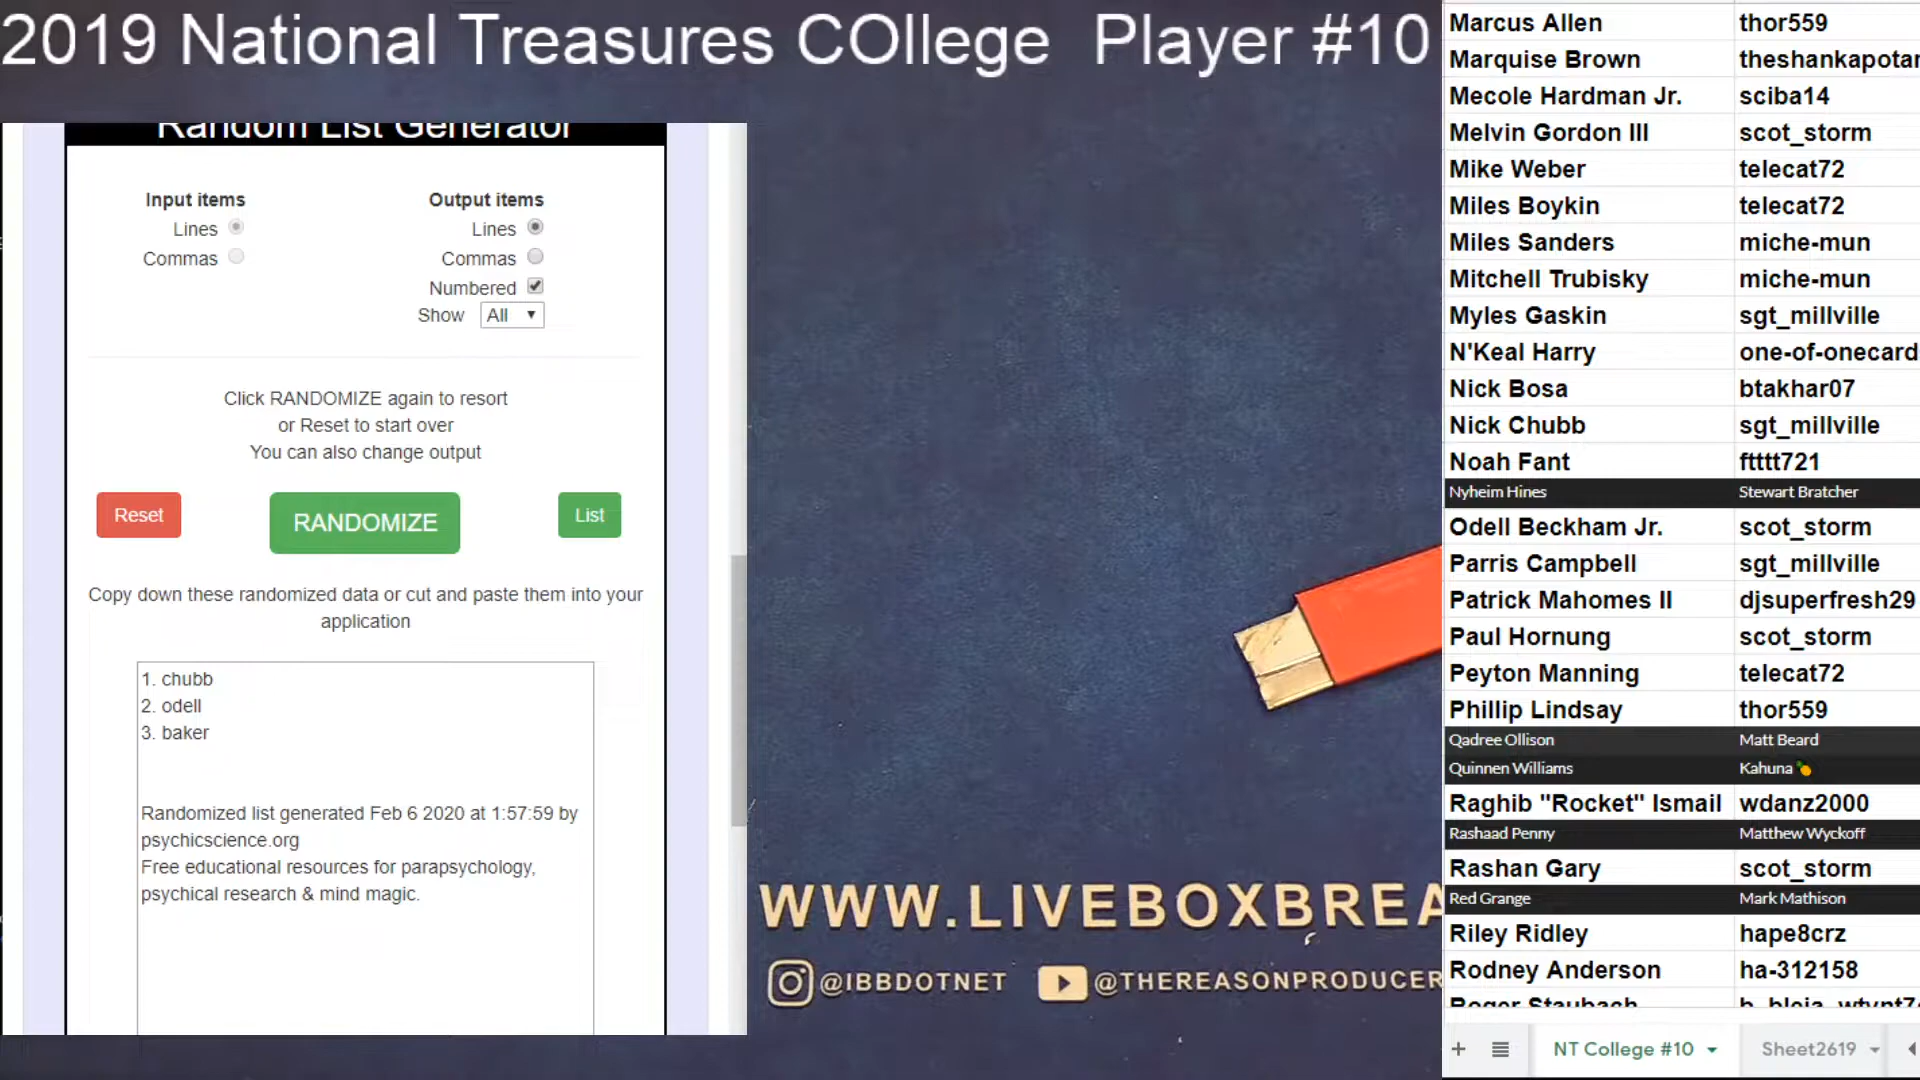 2019 National Treasures COllege  Player #10
Random List Generator
Input items
Lines
Commas
Output items
Lines
Commas
Numbered
Show All
Click RANDOMIZE again to resort
or Reset to start over
You can also change output
Reset
RANDOMIZE
List
Copy down these randomized data or cut and paste them into your
application
1. chubb
2. odell
3. baker
Randomized list generated Feb 6 2020 at 1:57:59 by
psychicscience.org
Free educational resources for parapsychology,
psychical research & mind magic.
WWW.LIVEBOXBREA
@IBBDOTNET
@THEREASONPRODUCER
Marcus Allen thor559
Marquise Brown theshankapotar
Mecole Hardman Jr. sciba14
Melvin Gordon III scot_storm
Mike Weber telecat72
Miles Boykin telecat72
Miles Sanders miche-mun
Mitchell Trubisky miche-mun
Myles Gaskin sgt_millville
N'Keal Harry one-of-onecard
Nick Bosa btakhar07
Nick Chubb sgt_millville
Noah Fant fttttt721
Nyheim Hines Stewart Bratcher
Odell Beckham Jr. scot_storm
Parris Campbell sgt_millville
Patrick Mahomes II djsuperfresh29
Paul Hornung scot_storm
Peyton Manning telecat72
Phillip Lindsay thor559
Qadree Ollison Matt Beard
Quinnen Williams Kahuna🍍
Raghib "Rocket" Ismail wdanz2000
Rashaad Penny Matthew Wyckoff
Rashan Gary scot_storm
Red Grange Mark Mathison
Riley Ridley hape8crz
Rodney Anderson ha-312158
Roger Staubach
NT College #10
Sheet2619